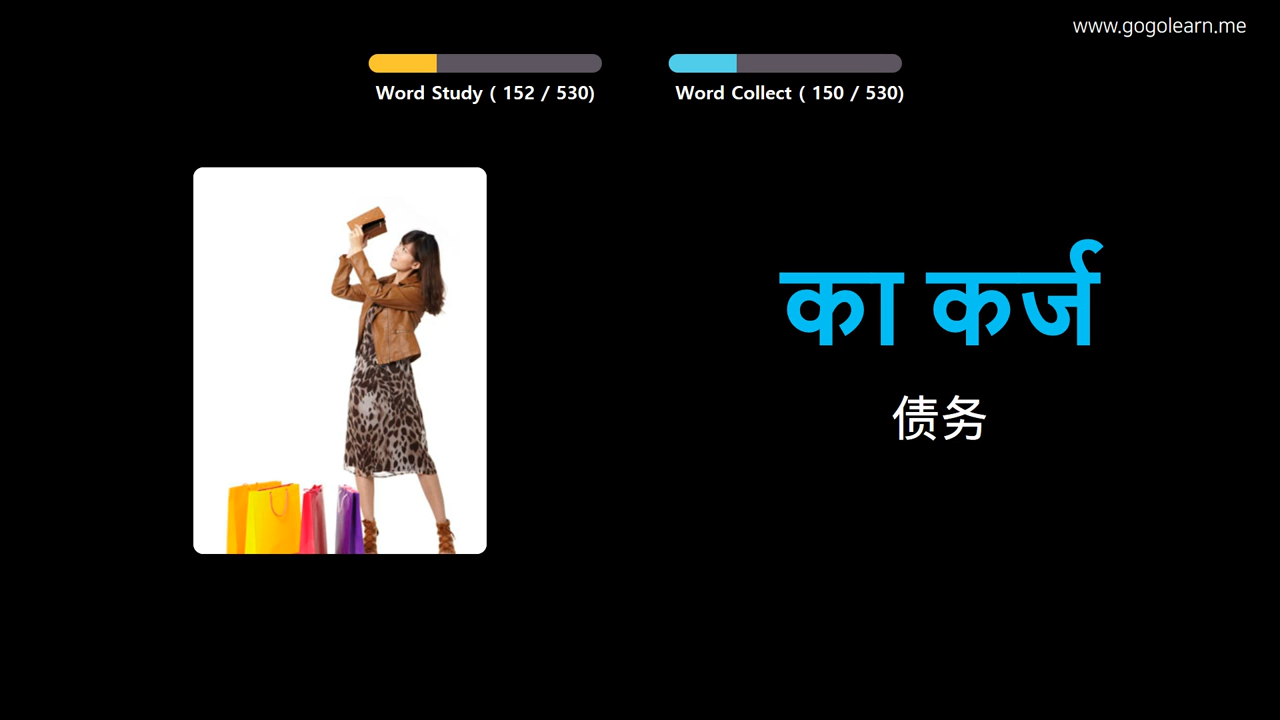 www.gogolearn.me
Word Study ( 152 / 530)
Word Collect ( 150 / 530)
का कर्ज
债务